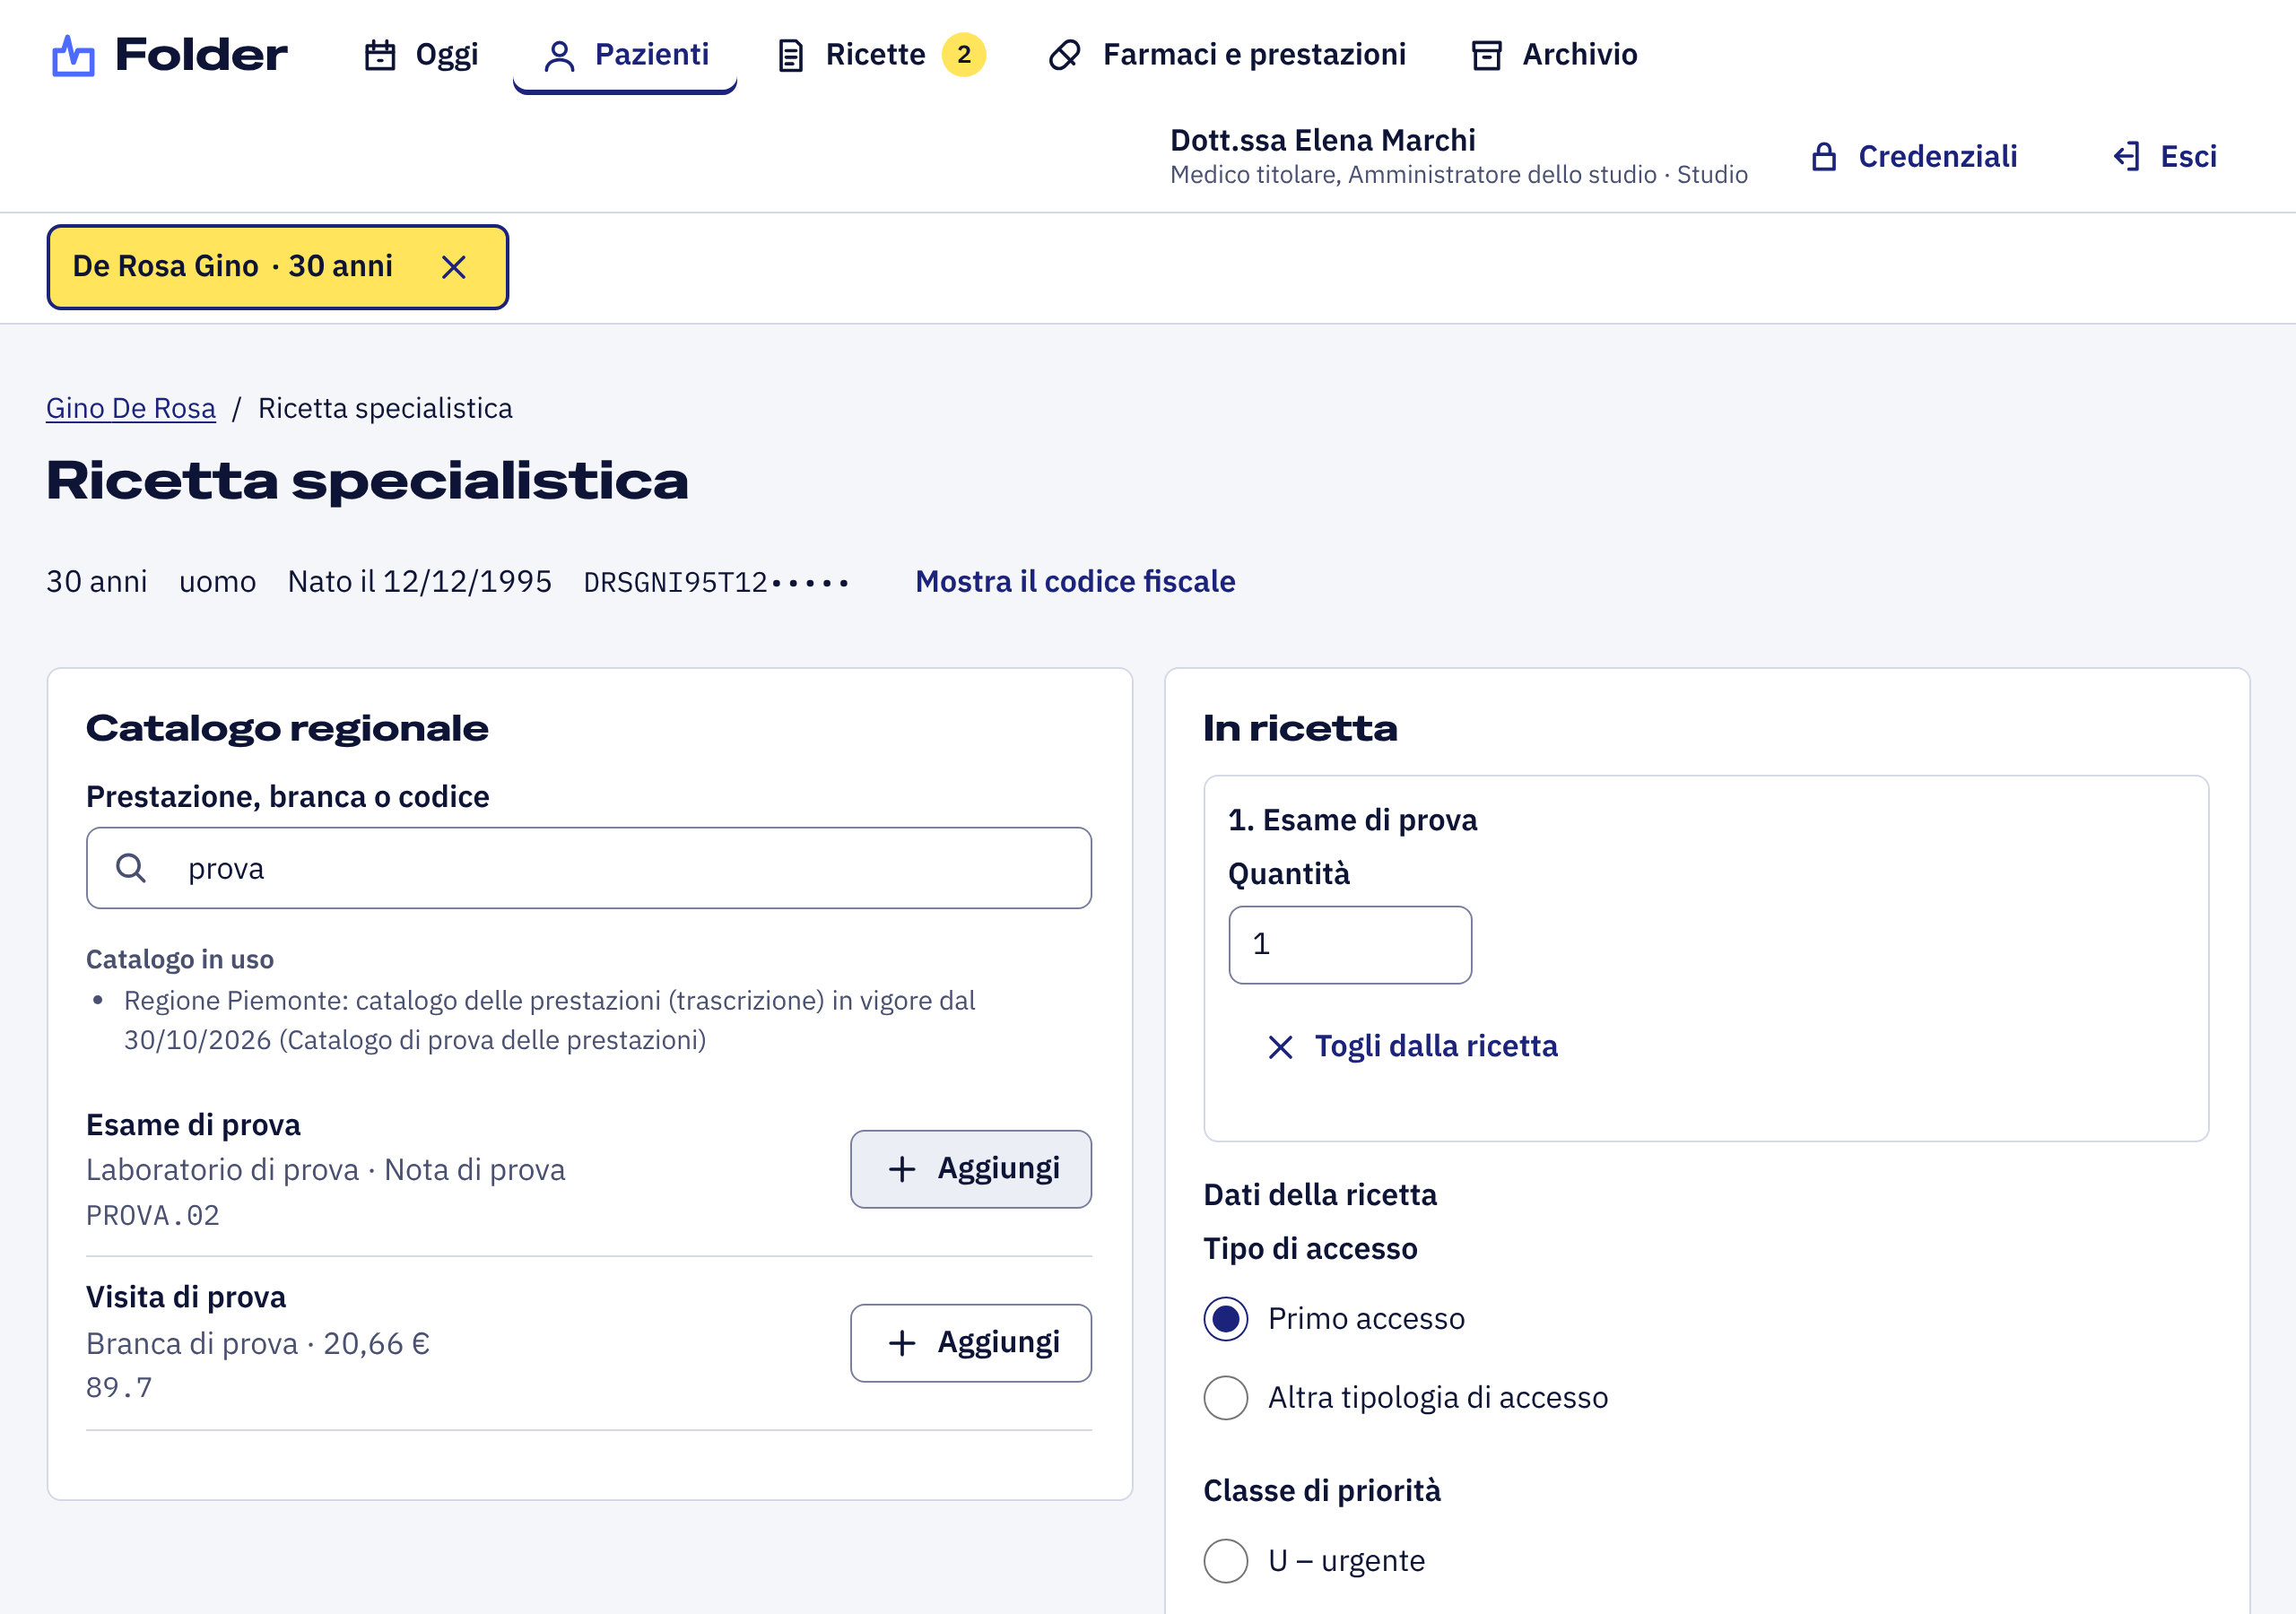 Folder
Oggi
Pazienti
Ricette 2
Farmaci e prestazioni
Archivio
Dott.ssa Elena Marchi
Medico titolare, Amministratore dello studio · Studio
Credenziali
Esci
De Rosa Gino · 30 anni
Gino De Rosa / Ricetta specialistica
Ricetta specialistica
30 anni uomo Nato il 12/12/1995 DRSGNI95T12••••• Mostra il codice fiscale
Catalogo regionale
Prestazione, branca o codice
prova
Catalogo in uso
• Regione Piemonte: catalogo delle prestazioni (trascrizione) in vigore dal
30/10/2026 (Catalogo di prova delle prestazioni)
Esame di prova
Laboratorio di prova · Nota di prova
PROVA.02
Aggiungi
Visita di prova
Branca di prova · 20,66 €
89.7
Aggiungi
In ricetta
1. Esame di prova
Quantità
1
Togli dalla ricetta
Dati della ricetta
Tipo di accesso
Primo accesso
Altra tipologia di accesso
Classe di priorità
U – urgente